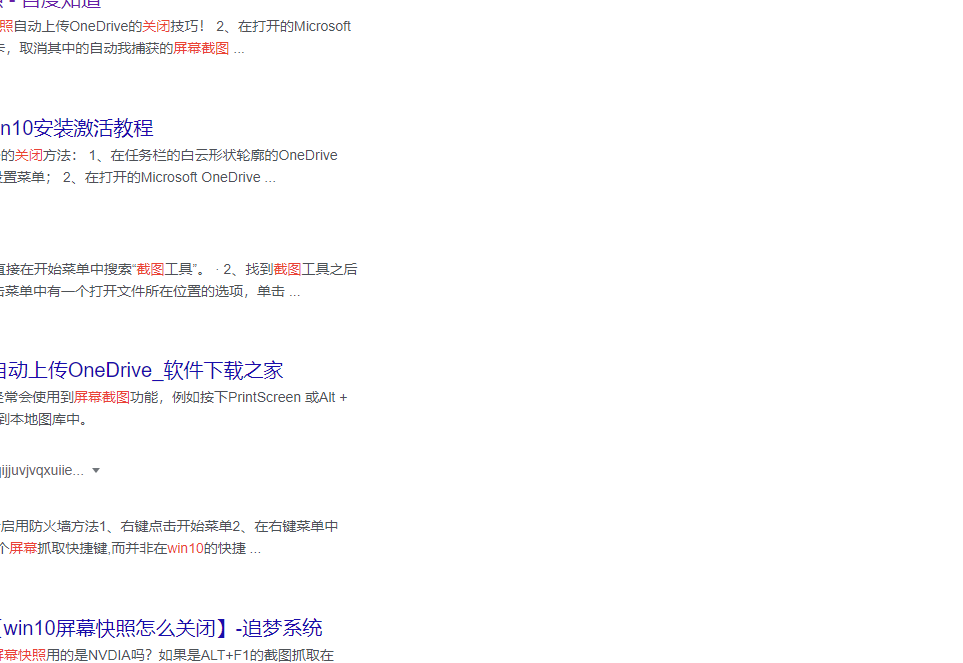 - 百度知道
照自动上传OneDrive的关闭技巧! 2、在打开的Microsoft
卡，取消其中的自动我捕获的屏幕截图 ...
n10安装激活教程
的关闭方法： 1、在任务栏的白云形状轮廓的OneDrive
置菜单； 2、在打开的Microsoft OneDrive ...
直接在开始菜单中搜索“截图工具”。 · 2、找到截图工具之后
击菜单中有一个打开文件所在位置的选项，单击 ...
自动上传OneDrive_软件下载之家
常会使用到屏幕截图功能，例如按下PrintScreen 或Alt +
到本地图库中。
ijjuvjvqxuiie...
启用防火墙方法1、右键点击开始菜单2、在右键菜单中
个屏幕抓取快捷键,而并非在win10的快捷 ...
【win10屏幕快照怎么关闭】-追梦系统
屏幕快照用的是NVDIA吗？如果是ALT+F1的截图抓取在